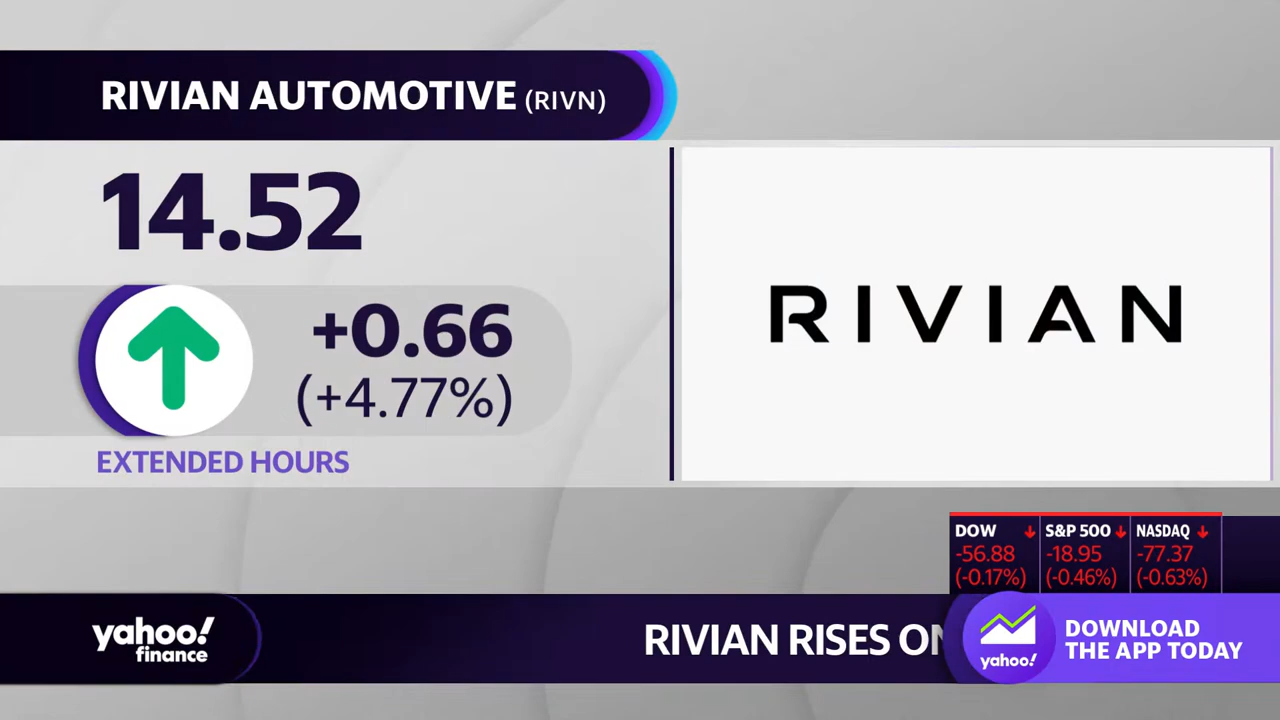 RIVIAN AUTOMOTIVE (RIVN)
14.52
+0.66
(+4.77%)
EXTENDED HOURS
RIVIAN
DOW S&P 500 NASDAQ
-56.88 -18.95 -77.37
(-0.17%) (-0.46%) (-0.63%)
yahoo!
finance
RIVIAN RISES ON
yahoo!
DOWNLOAD
THE APP TODAY